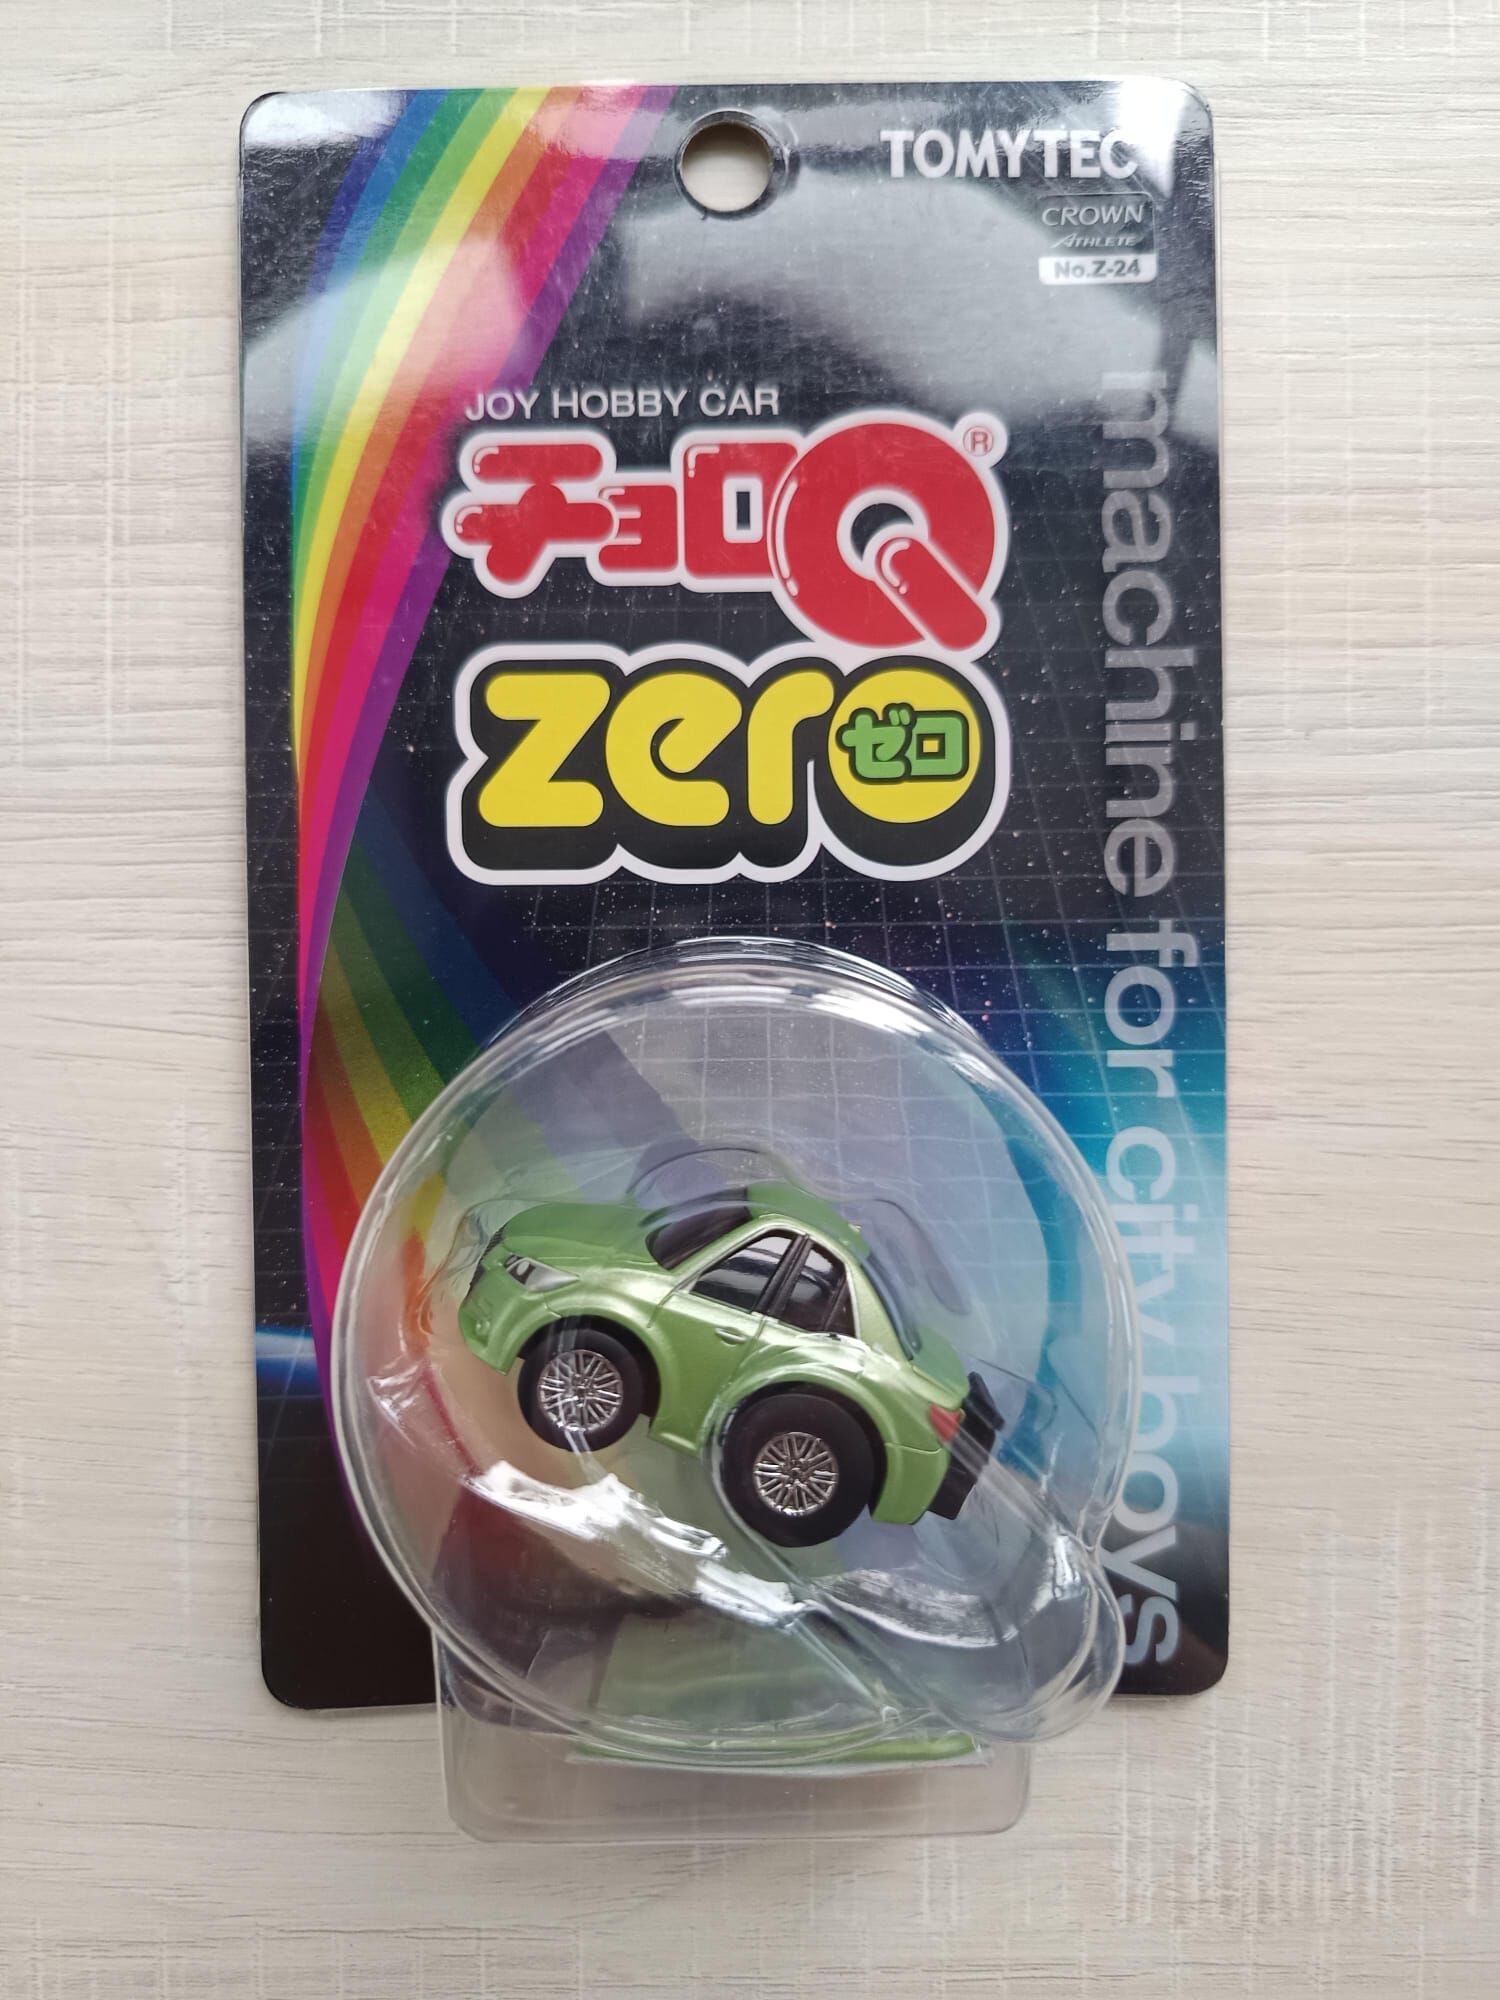 TOMYTEC
CROWN
ATHLETE
No.Z-24
JOY HOBBY CAR
チョロQ®
zero
ゼロ
machine for city boys